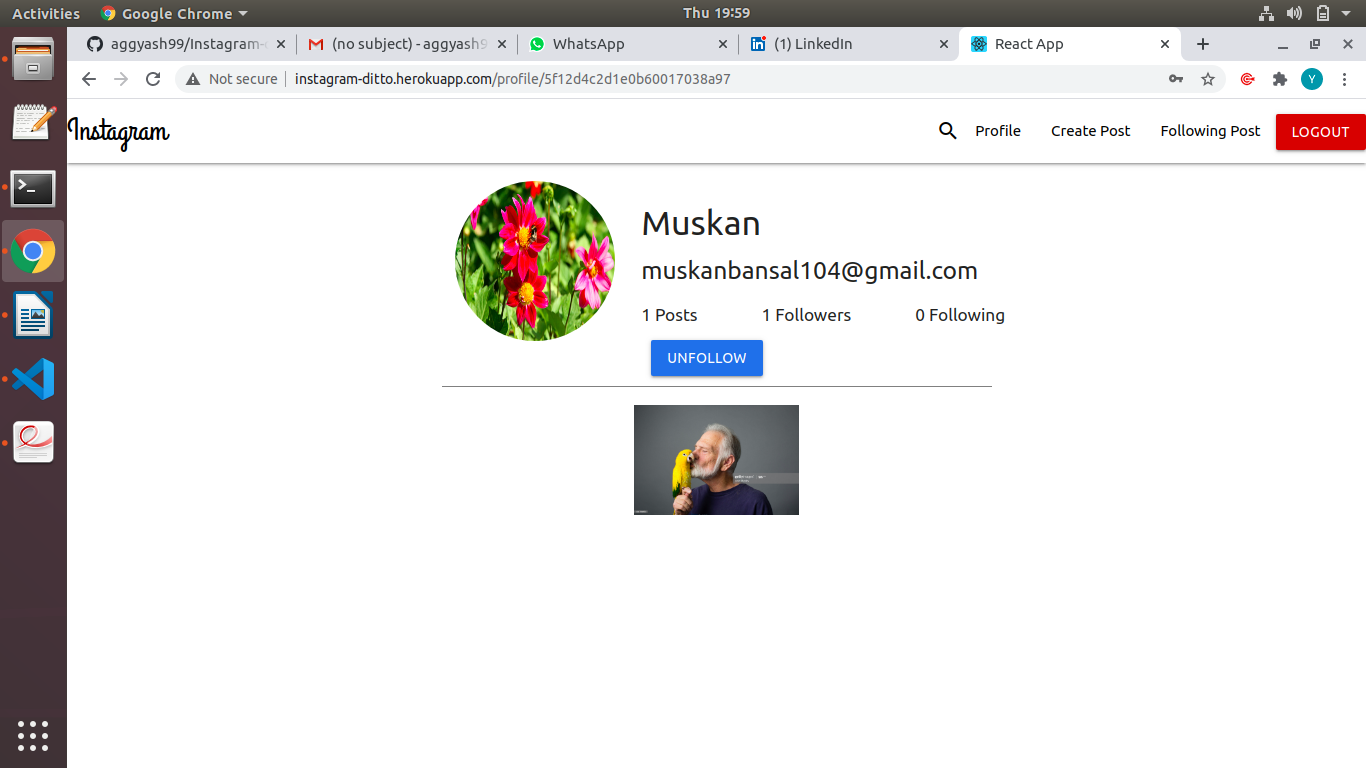 Activities Google Chrome Thu 19:59
aggyash99/Instagram- (no subject) - aggyash9 WhatsApp (1) LinkedIn React App
Not secure instagram-ditto.herokuapp.com/profile/5f12d4c2d1e0b60017038a97 Y
Instagram Profile Create Post Following Post LOGOUT
Muskan
muskanbansal104@gmail.com
1 Posts 1 Followers 0 Following
UNFOLLOW